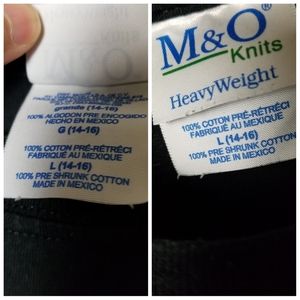 grande (14-16)
100% ALGODON PRE ENCOGIDO
HECHO EN MEXICO
G (14-16)
100% COTON PRÉ-RÉTRÉCI
FABRIQUÉ AU MEXIQUE
L (14-16)
100% PRE SHRUNK COTTON
MADE IN MEXICO
M&O
Knits
HeavyWeight
100% COTON PRÉ-RÉTRÉCI
FABRIQUÉ AU MEXIQUE
L (14-16)
100% PRE SHRUNK COTTON
MADE IN MEXICO